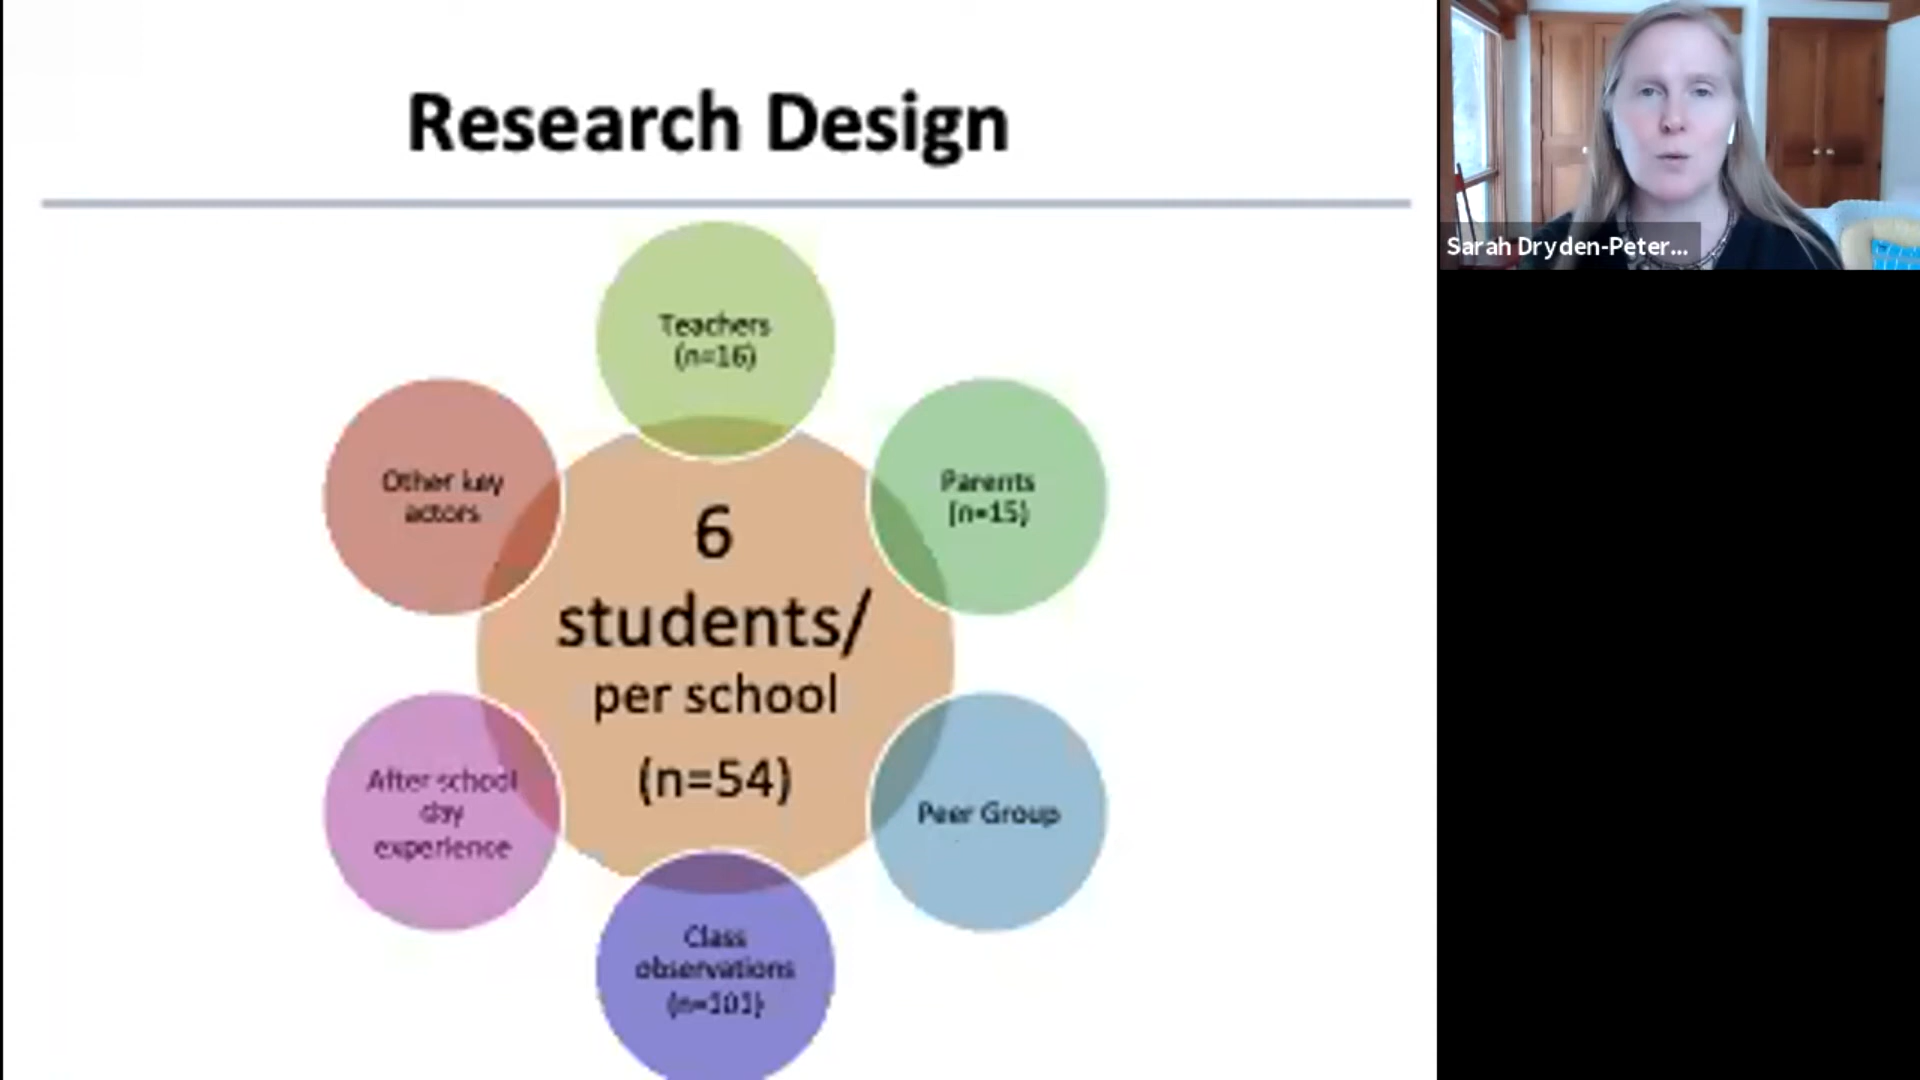 Research Design
Teachers
(n=16)
Other key
actors
Parents
(n=15)
6
students/
per school
(n=54)
After school
day
experience
Peer Group
Class
observations
(n=101)
Sarah Dryden-Peter...